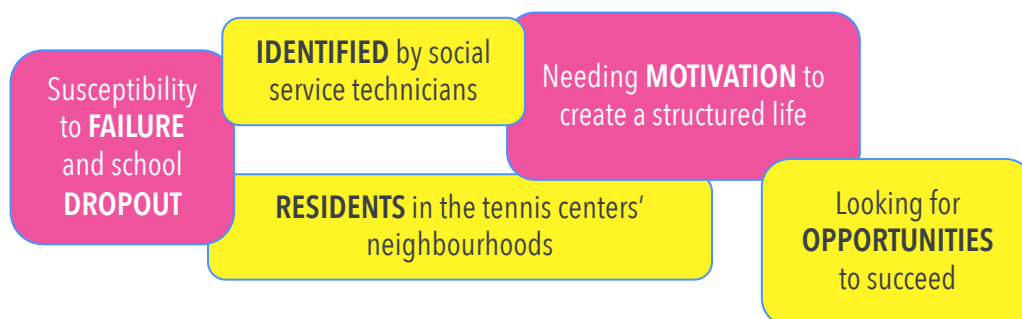 Susceptibility
to FAILURE
and school
DROPOUT
IDENTIFIED by social
service technicians
Needing MOTIVATION to
create a structured life
RESIDENTS in the tennis centers’
neighbourhoods
Looking for
OPPORTUNITIES
to succeed